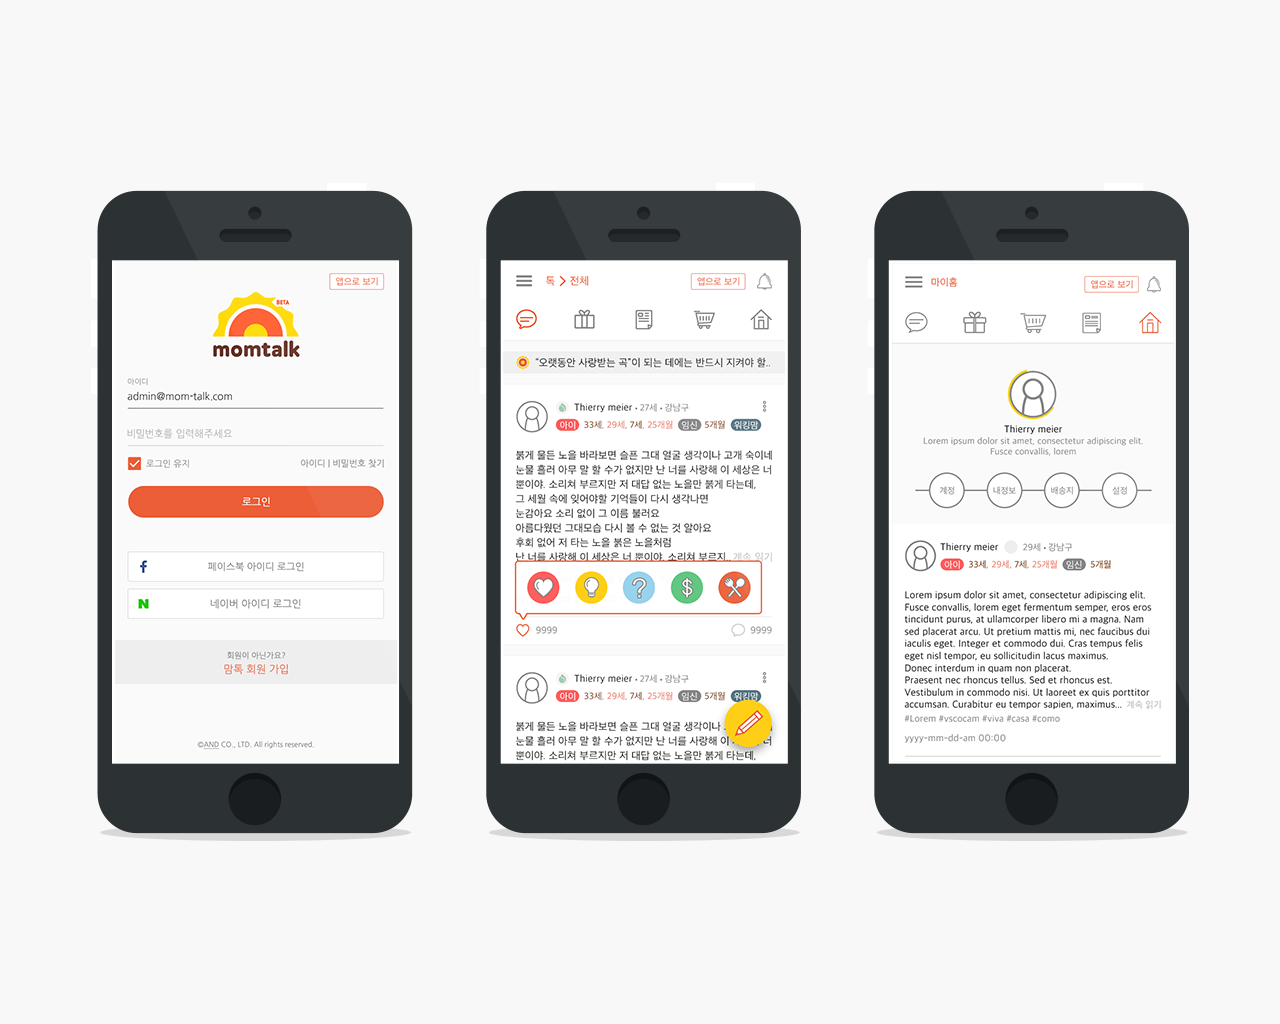 앱으로 보기
BETA
momtalk
아이디
admin@mom-talk.com
비밀번호를 입력해주세요
로그인 유지
아이디 | 비밀번호 찾기
로그인
페이스북 아이디 로그인
네이버 아이디 로그인
회원이 아닌가요?
맘톡 회원 가입
©AND CO., LTD. All rights reserved.
톡 > 전체
앱으로 보기
"오랫동안 사랑받는 곡"이 되는 데에는 반드시 지켜야 할..
Thierry meier • 27세 • 강남구
아이 33세, 29세, 7세, 25개월 임신 5개월 워킹맘
붉게 물든 노을 바라보면 슬픈 그대 얼굴 생각이나 고개 숙이네
눈물 흘러 아무 말 할 수가 없지만 난 너를 사랑해 이 세상은 너
뿐이야. 소리쳐 부르지만 저 대답 없는 노을만 붉게 타는데,
그 세월 속에 잊어야할 기억들이 다시 생각나면
눈감아요 소리 없이 그 이름 불러요
아름다웠던 그대모습 다시 볼 수 없는 것 알아요
후회 없어 저 타는 노을 붉은 노을처럼
난 너를 사랑해 이 세상은 너 뿐이야. 소리쳐 부르지.. 계속 읽기
9999
9999
Thierry meier • 27세 • 강남구
아이 33세, 29세, 7세, 25개월 임신 5개월 워킹맘
붉게 물든 노을 바라보면 슬픈 그대 얼굴 생각이나
눈물 흘러 아무 말 할 수가 없지만 난 너를 사랑해 이 너
뿐이야. 소리쳐 부르지만 저 대답 없는 노을만 붉게 타는데,
마이홈
앱으로 보기
Thierry meier
Lorem ipsum dolor sit amet, consectetur adipiscing elit.
Fusce convallis, lorem
계정
내정보
배송지
설정
Thierry meier 29세 • 강남구
아이 33세, 29세, 7세, 25개월 임신 5개월
Lorem ipsum dolor sit amet, consectetur adipiscing elit.
Fusce convallis, lorem eget fermentum semper, eros eros
tincidunt purus, at ullamcorper libero mi a magna. Nam
sed placerat arcu. Ut pretium mattis mi, nec faucibus dui
iaculis eget. Integer et commodo dui. Cras tempus felis
eget nisl tempor, eu sollicitudin lacus maximus.
Donec interdum in quam non placerat.
Praesent nec rhoncus tellus. Sed et rhoncus est.
Vestibulum in commodo nisi. Ut laoreet ex quis porttitor
accumsan. Curabitur eu tempor sapien, maximus... 계속 읽기
#Lorem #vscocam #viva #casa #como
yyyy-mm-dd-am 00:00